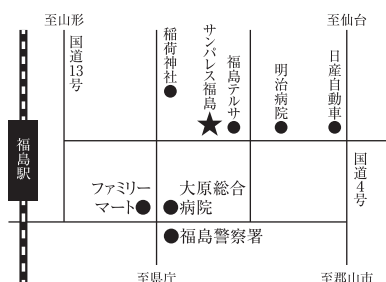 至山形
至仙台
国道13号
稲荷神社
サンパレス福島
福島テルサ
明治病院
日産自動車
福島駅
国道4号
ファミリー
マート
大原総合
病院
福島警察署
至県庁
至郡山市